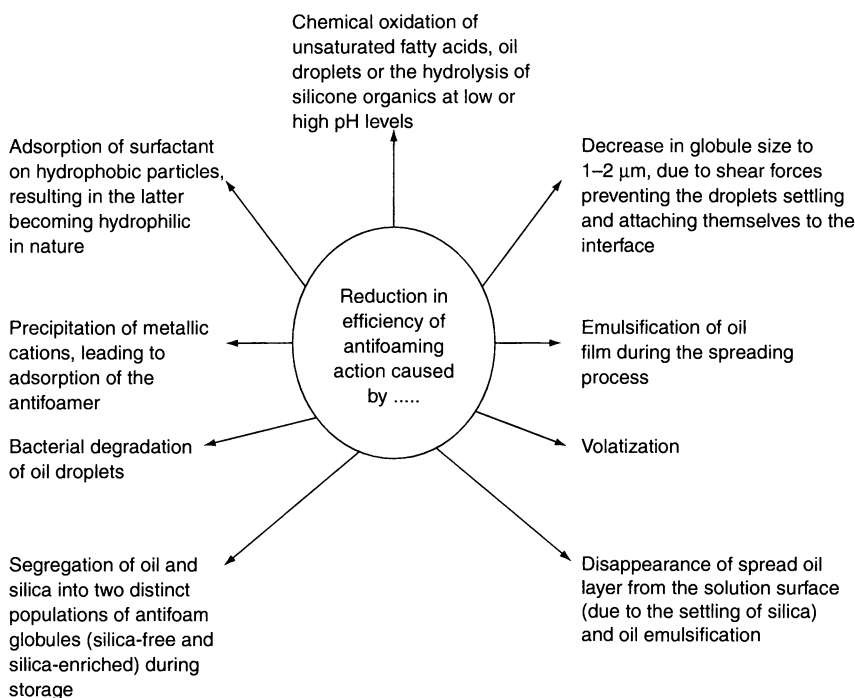 Chemical oxidation of
unsaturated fatty acids, oil
droplets or the hydrolysis of
silicone organics at low or
high pH levels
Adsorption of surfactant
on hydrophobic particles,
resulting in the latter
becoming hydrophilic
in nature
Decrease in globule size to
1–2 μm, due to shear forces
preventing the droplets settling
and attaching themselves to the
interface
Reduction in
efficiency of
antifoaming
action caused
by .....
Precipitation of metallic
cations, leading to
adsorption of the
antifoamer
Emulsification of oil
film during the spreading
process
Bacterial degradation
of oil droplets
Volatization
Segregation of oil and
silica into two distinct
populations of antifoam
globules (silica-free and
silica-enriched) during
storage
Disappearance of spread oil
layer from the solution surface
(due to the settling of silica)
and oil emulsification